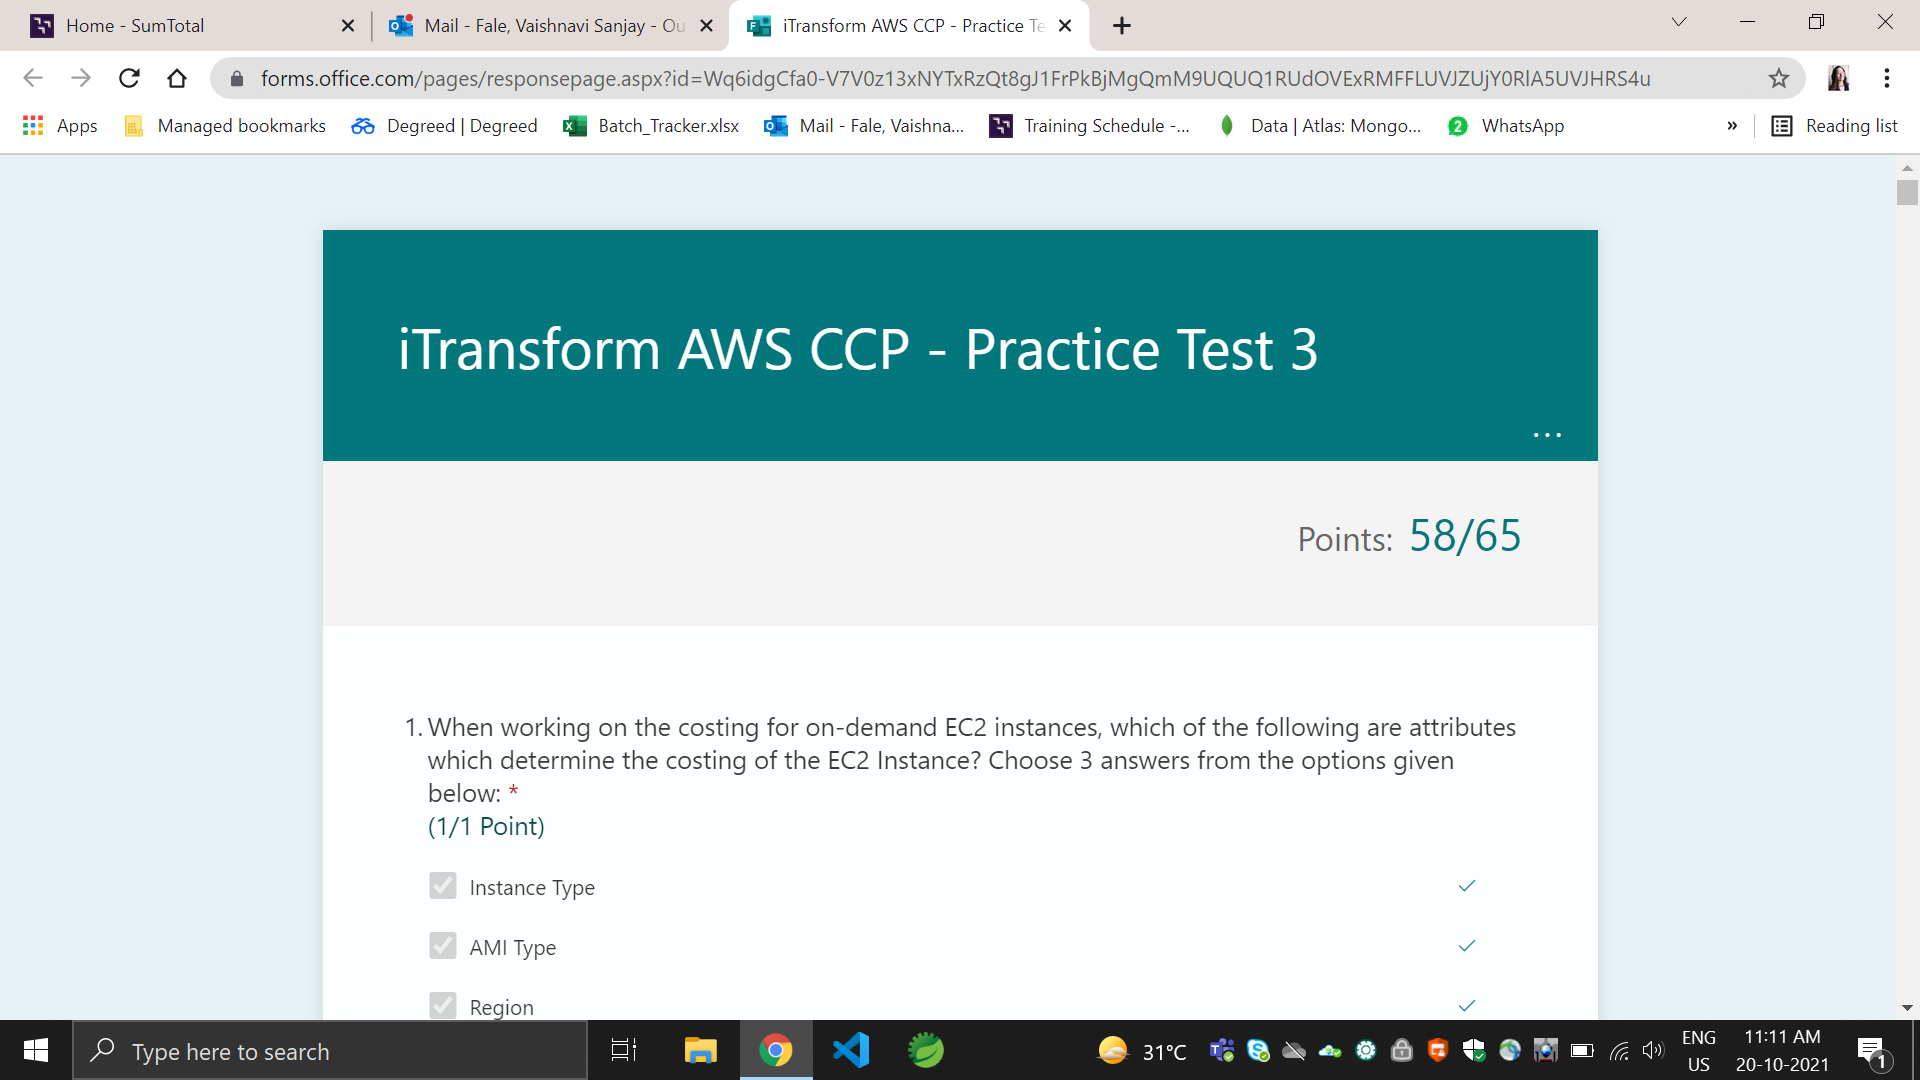 Home - SumTotal
Mail - Fale, Vaishnavi Sanjay - Ou
iTransform AWS CCP - Practice Te
forms.office.com/pages/responsepage.aspx?id=Wq6idgCfa0-V7V0z13xNYTxRzQt8gJ1FrPkBjMgQmM9UQUQ1RUdOVExRMFFLUVJZUjY0RlA5UVJHRS4u
Apps
Managed bookmarks
Degreed | Degreed
Batch_Tracker.xlsx
Mail - Fale, Vaishna...
Training Schedule -...
Data | Atlas: Mongo...
2
WhatsApp
»
Reading list
iTransform AWS CCP - Practice Test 3
...
Points: 58/65
1. When working on the costing for on-demand EC2 instances, which of the following are attributes
which determine the costing of the EC2 Instance? Choose 3 answers from the options given
below: *
(1/1 Point)
Instance Type
AMI Type
Region
Type here to search
31°C
ENG
US
11:11 AM
20-10-2021
1